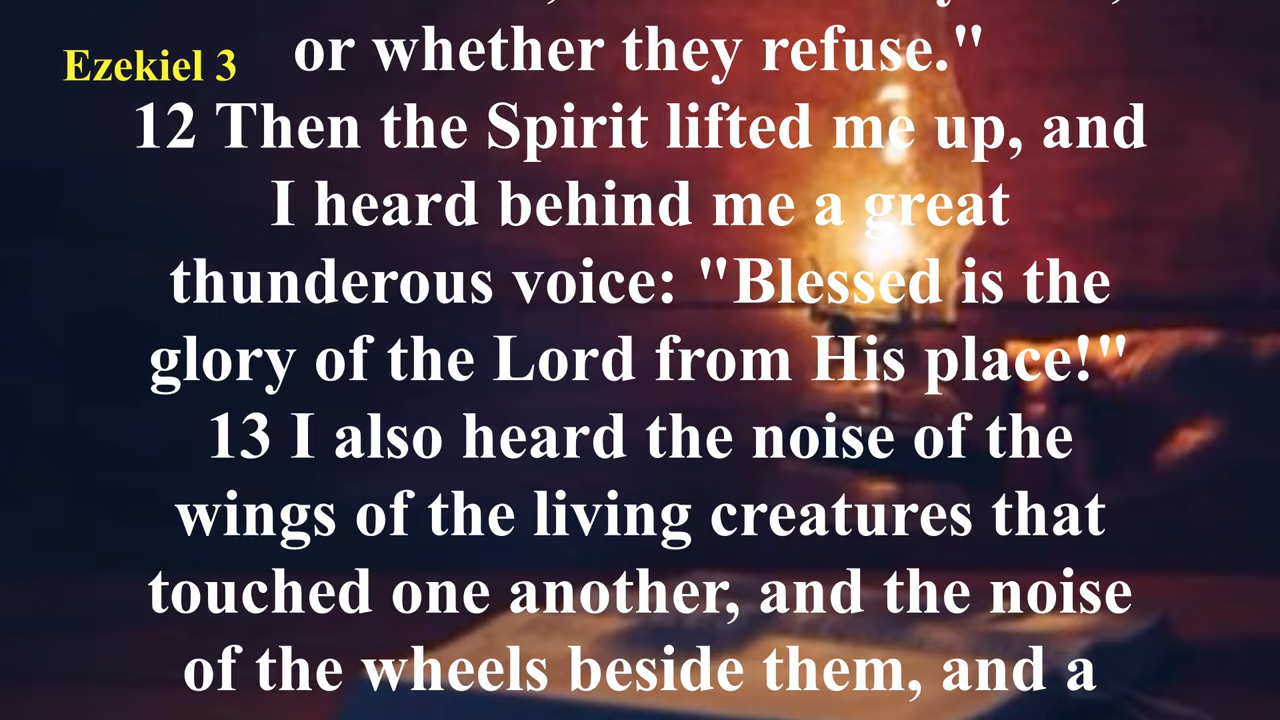 Ezekiel 3
or whether they refuse."
12 Then the Spirit lifted me up, and
I heard behind me a great
thunderous voice: "Blessed is the
glory of the Lord from His place!"
13 I also heard the noise of the
wings of the living creatures that
touched one another, and the noise
of the wheels beside them, and a